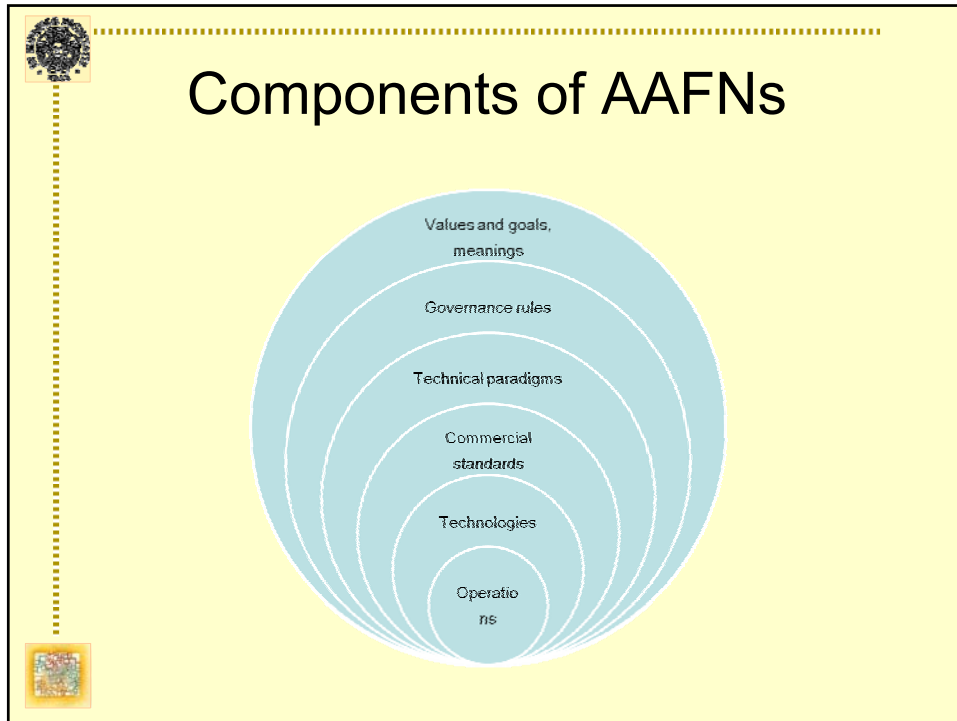 Components of AAFNs
Values and goals,
meanings
Governance rules
Technical paradigms
Commercial
standards
Technologies
Operatio
ns